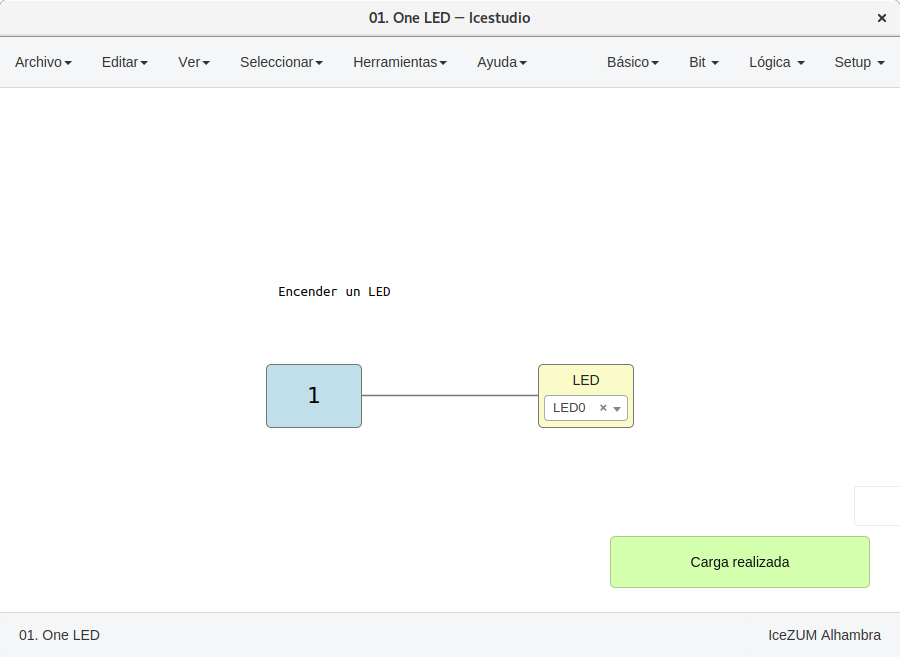 01. One LED — Icestudio
Archivo Editar Ver Seleccionar Herramientas Ayuda Básico Bit Lógica Setup
Encender un LED
1
LED
LED0
Carga realizada
01. One LED IceZUM Alhambra